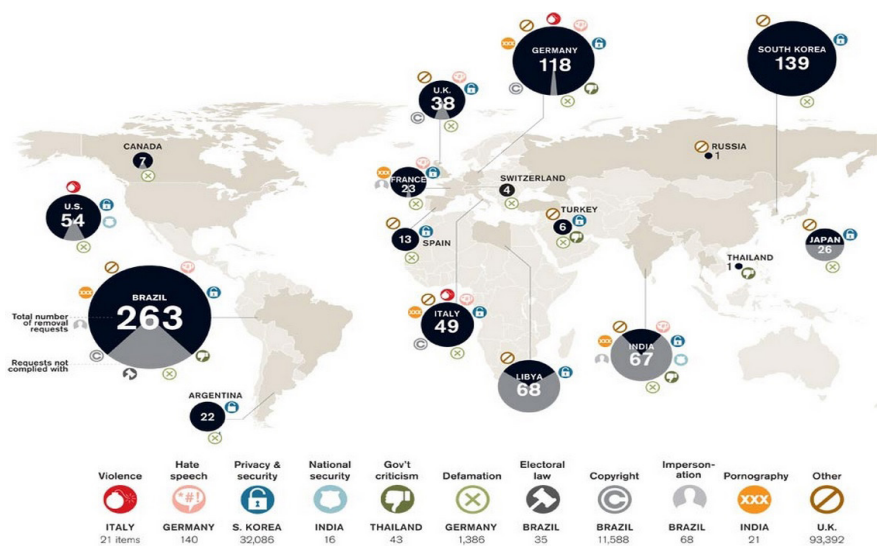 GERMANY
118
SOUTH KOREA
139
U.K.
38
CANADA
7
RUSSIA
1
FRANCE
23
SWITZERLAND
4
U.S.
54
TURKEY
6
13
SPAIN
JAPAN
26
THAILAND
1
BRAZIL
263
Total number
of removal
requests
ITALY
49
INDIA
67
Requests not
complied with
LIBYA
68
ARGENTINA
22
Violence
ITALY
21 items
Hate
speech
GERMANY
140
Privacy &
security
S. KOREA
32,086
National
security
INDIA
16
Gov't
criticism
THAILAND
43
Defamation
GERMANY
1,386
Electoral
law
BRAZIL
35
Copyright
BRAZIL
11,588
Imperson-
ation
BRAZIL
68
Pornography
XXX
INDIA
21
Other
U.K.
93,392